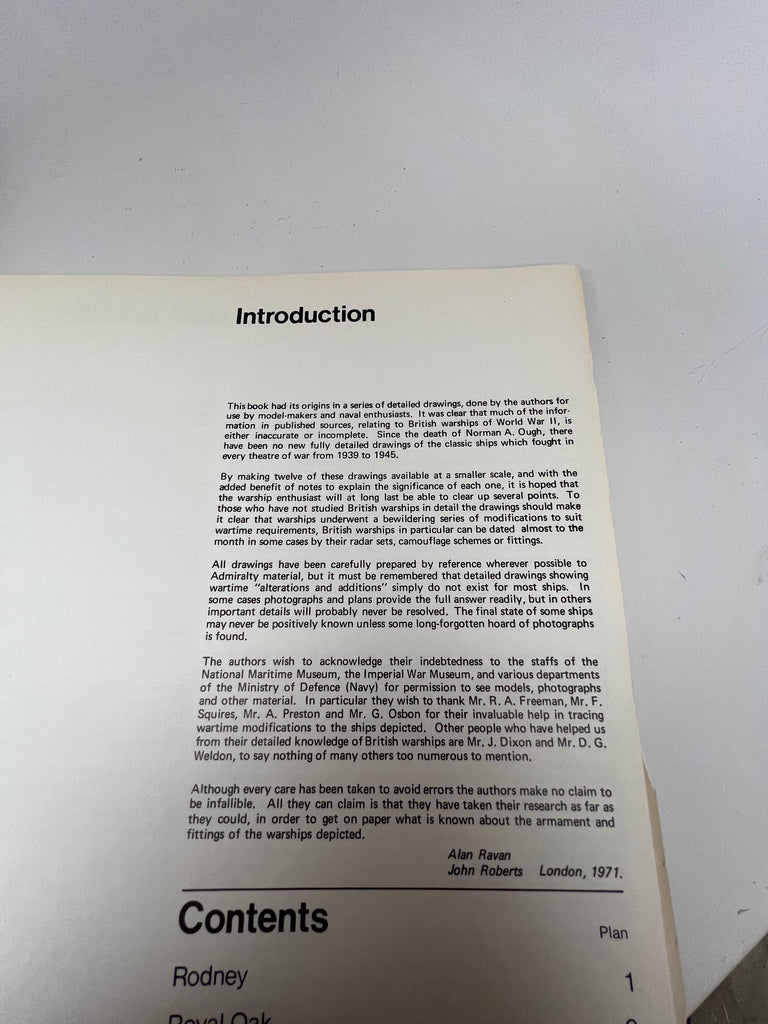 Introduction
This book had its origins in a series of detailed drawings, done by the authors for
use by model-makers and naval enthusiasts. It was clear that much of the infor-
mation in published sources, relating to British warships of World War II, is
either inaccurate or incomplete. Since the death of Norman A. Ough, there
have been no new fully detailed drawings of the classic ships which fought in
every theatre of war from 1939 to 1945.
By making twelve of these drawings available at a smaller scale, and with the
added benefit of notes to explain the significance of each one, it is hoped that
the warship enthusiast will at long last be able to clear up several points. To
those who have not studied British warships in detail the drawings should make
it clear that warships underwent a bewildering series of modifications to suit
wartime requirements, British warships in particular can be dated almost to the
month in some cases by their radar sets, camouflage schemes or fittings.
All drawings have been carefully prepared by reference wherever possible to
Admiralty material, but it must be remembered that detailed drawings showing
wartime "alterations and additions" simply do not exist for most ships. In
some cases photographs and plans provide the full answer readily, but in others
important details will probably never be resolved. The final state of some ships
may never be positively known unless some long-forgotten hoard of photographs
is found.
The authors wish to acknowledge their indebtedness to the staffs of the
National Maritime Museum, the Imperial War Museum, and various departments
of the Ministry of Defence (Navy) for permission to see models, photographs
and other material. In particular they wish to thank Mr. R. A. Freeman, Mr. F.
Squires, Mr. A. Preston and Mr. G. Osbon for their invaluable help in tracing
wartime modifications to the ships depicted. Other people who have helped us
from their detailed knowledge of British warships are Mr. J. Dixon and Mr. D. G.
Weldon, to say nothing of many others too numerous to mention.
Although every care has been taken to avoid errors the authors make no claim to
be infallible. All they can claim is that they have taken their research as far as
they could, in order to get on paper what is known about the armament and
fittings of the warships depicted.
Alan Ravan
John Roberts London, 1971.
Contents
Plan
Rodney 1
Royal Oak